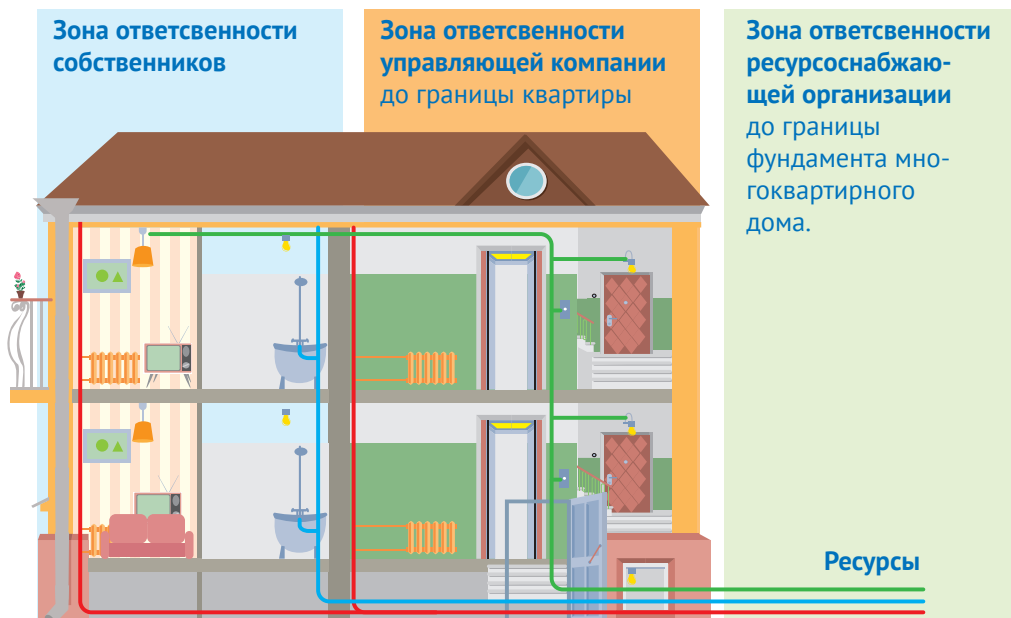 Зона ответсвенности
собственников
Зона ответсвенности
управляющей компании
до границы квартиры
Зона ответсвенности
ресурсоснабжаю-
щей организации
до границы
фундамента мно-
гоквартирного
дома.
Ресурсы